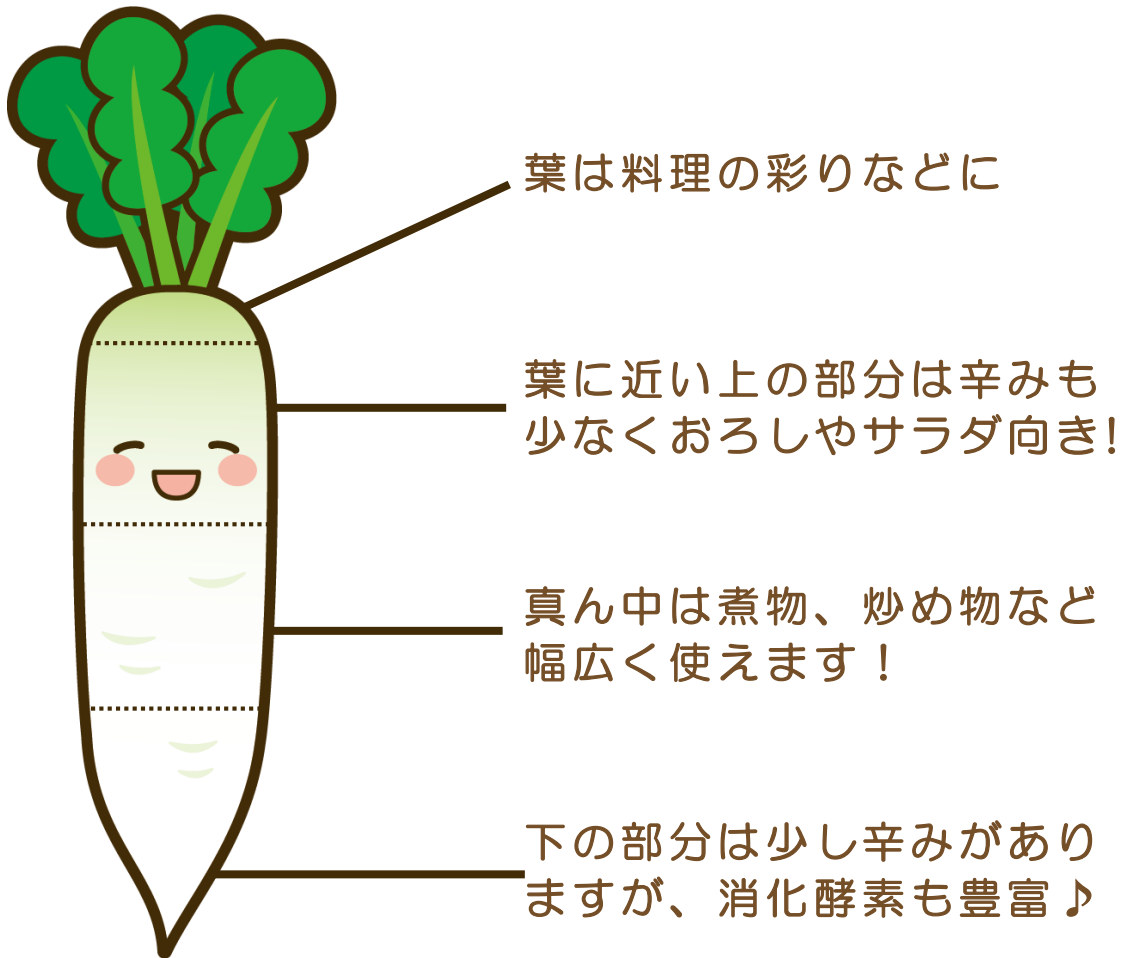 葉は料理の彩りなどに
葉に近い上の部分は辛みも
少なくおろしやサラダ向き!
真ん中は煮物、炒め物など
幅広く使えます！
下の部分は少し辛みがあり
ますが、消化酵素も豊富♪